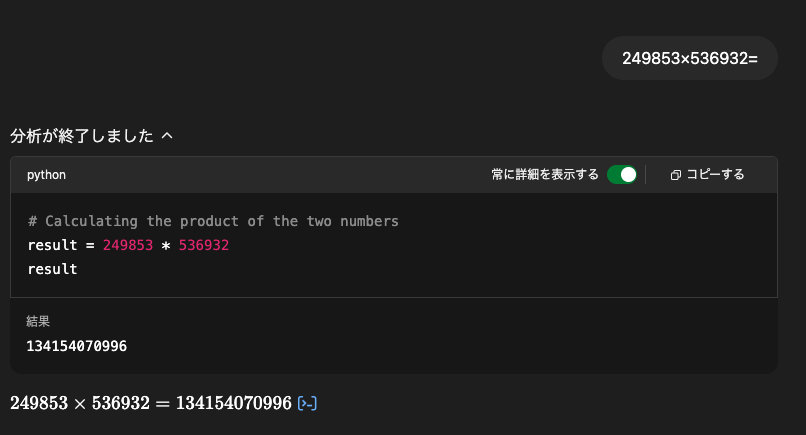 249853×536932=
分析が終了しました
python 常に詳細を表示する コピーする
# Calculating the product of the two numbers
result = 249853 * 536932
result
結果
134154070996
249853 × 536932 = 134154070996